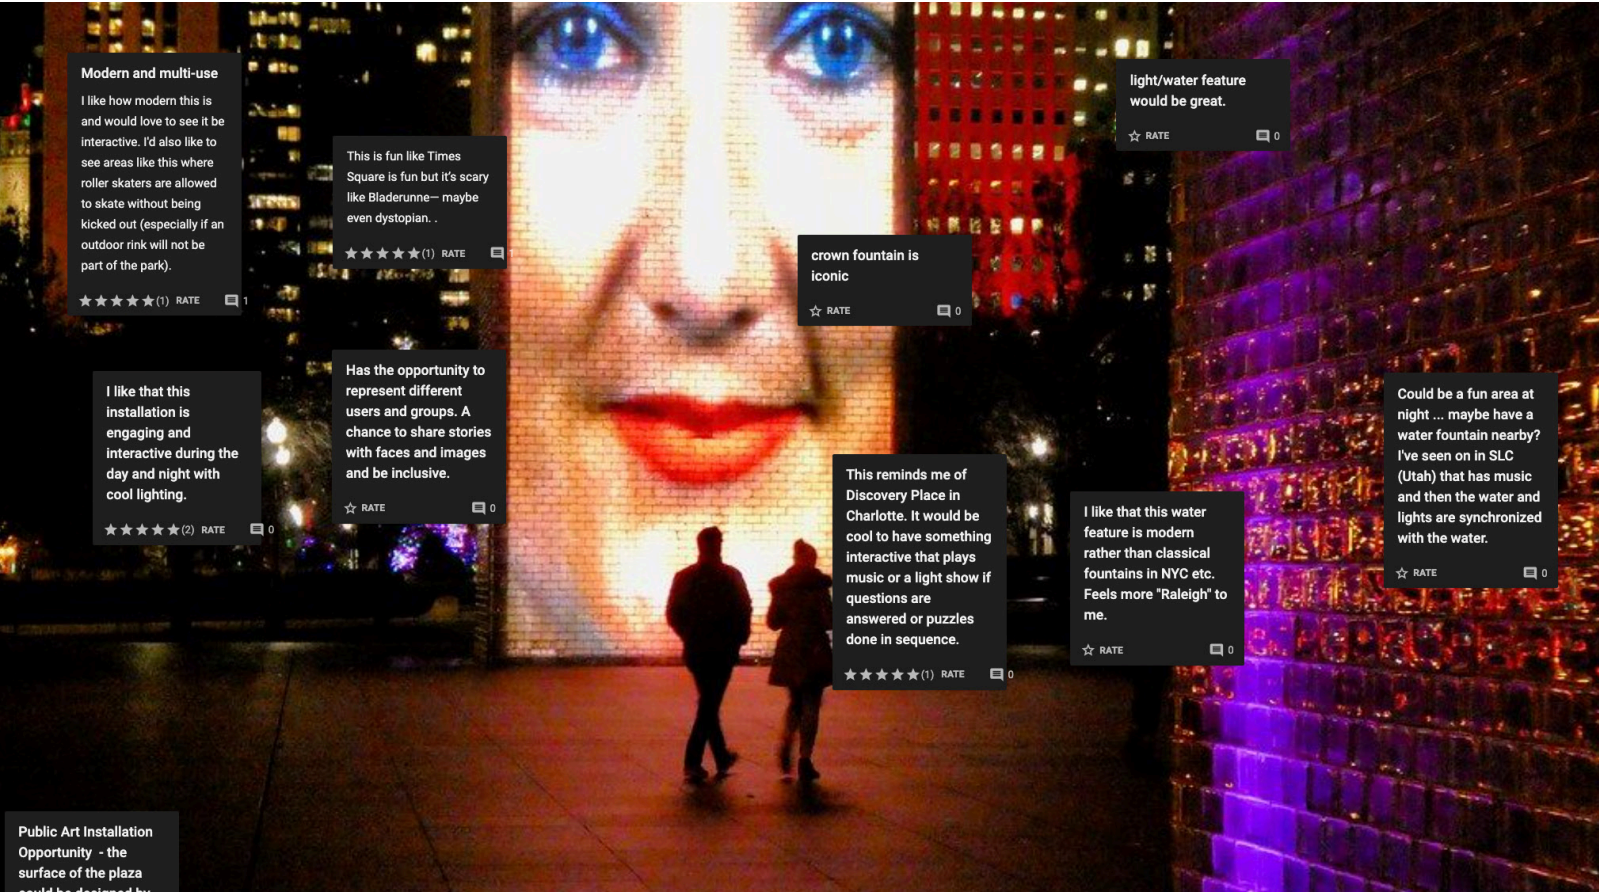 Modern and multi-use
I like how modern this is
and would love to see it be
interactive. I'd also like to
see areas like this where
roller skaters are allowed
to skate without being
kicked out (especially if an
outdoor rink will not be
part of the park).
(1) RATE 1
I like that this
installation is
engaging and
interactive during the
day and night with
cool lighting.
(2) RATE 0
Public Art Installation
Opportunity - the
surface of the plaza
could be designed by
This is fun like Times
Square is fun but it's scary
like Bladerunne— maybe
even dystopian. .
(1) RATE
Has the opportunity to
represent different
users and groups. A
chance to share stories
with faces and images
and be inclusive.
RATE 0
crown fountain is
iconic
RATE 0
This reminds me of
Discovery Place in
Charlotte. It would be
cool to have something
interactive that plays
music or a light show if
questions are
answered or puzzles
done in sequence.
(1) RATE 0
light/water feature
would be great.
RATE 0
I like that this water
feature is modern
rather than classical
fountains in NYC etc.
Feels more "Raleigh" to
me.
RATE 0
Could be a fun area at
night ... maybe have a
water fountain nearby?
I've seen on in SLC
(Utah) that has music
and then the water and
lights are synchronized
with the water.
RATE 0